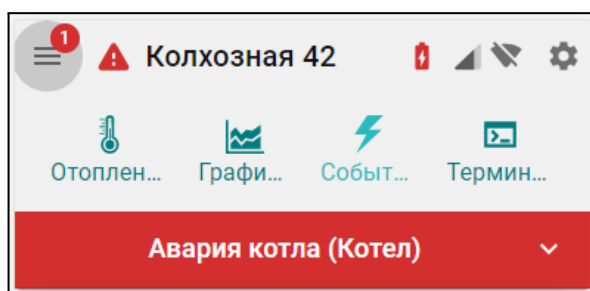 1
Колхозная 42
Отоплен... Графи... Событ... Термин...
Авария котла (Котел)